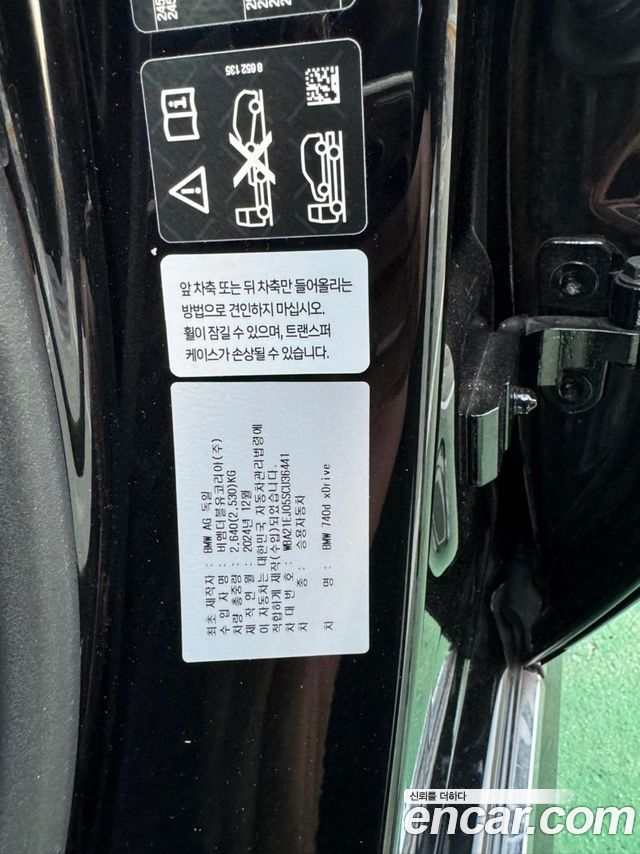 245
245
8 652 135
앞 차축 또는 뒤 차축만 들어올리는
방법으로 견인하지 마십시오.
휠이 잠길 수 있으며, 트랜스퍼
케이스가 손상될 수 있습니다.
최초 제작자 : BMW AG 독일
수 입 자 명 : 비엠더블유코리아(주)
차량 총중량 : 2,640(2,530)KG
제 작 연 월 : 2024년 12월
이 자동차는 대한민국 자동차관리법령에
적합하게 제작(수입)되었습니다.
차 대 번 호 : WBA21EJ05SCU36441
차 종 : 승용자동차
차 명 : BMW 740d xDrive
신뢰를 더하다
encar.com